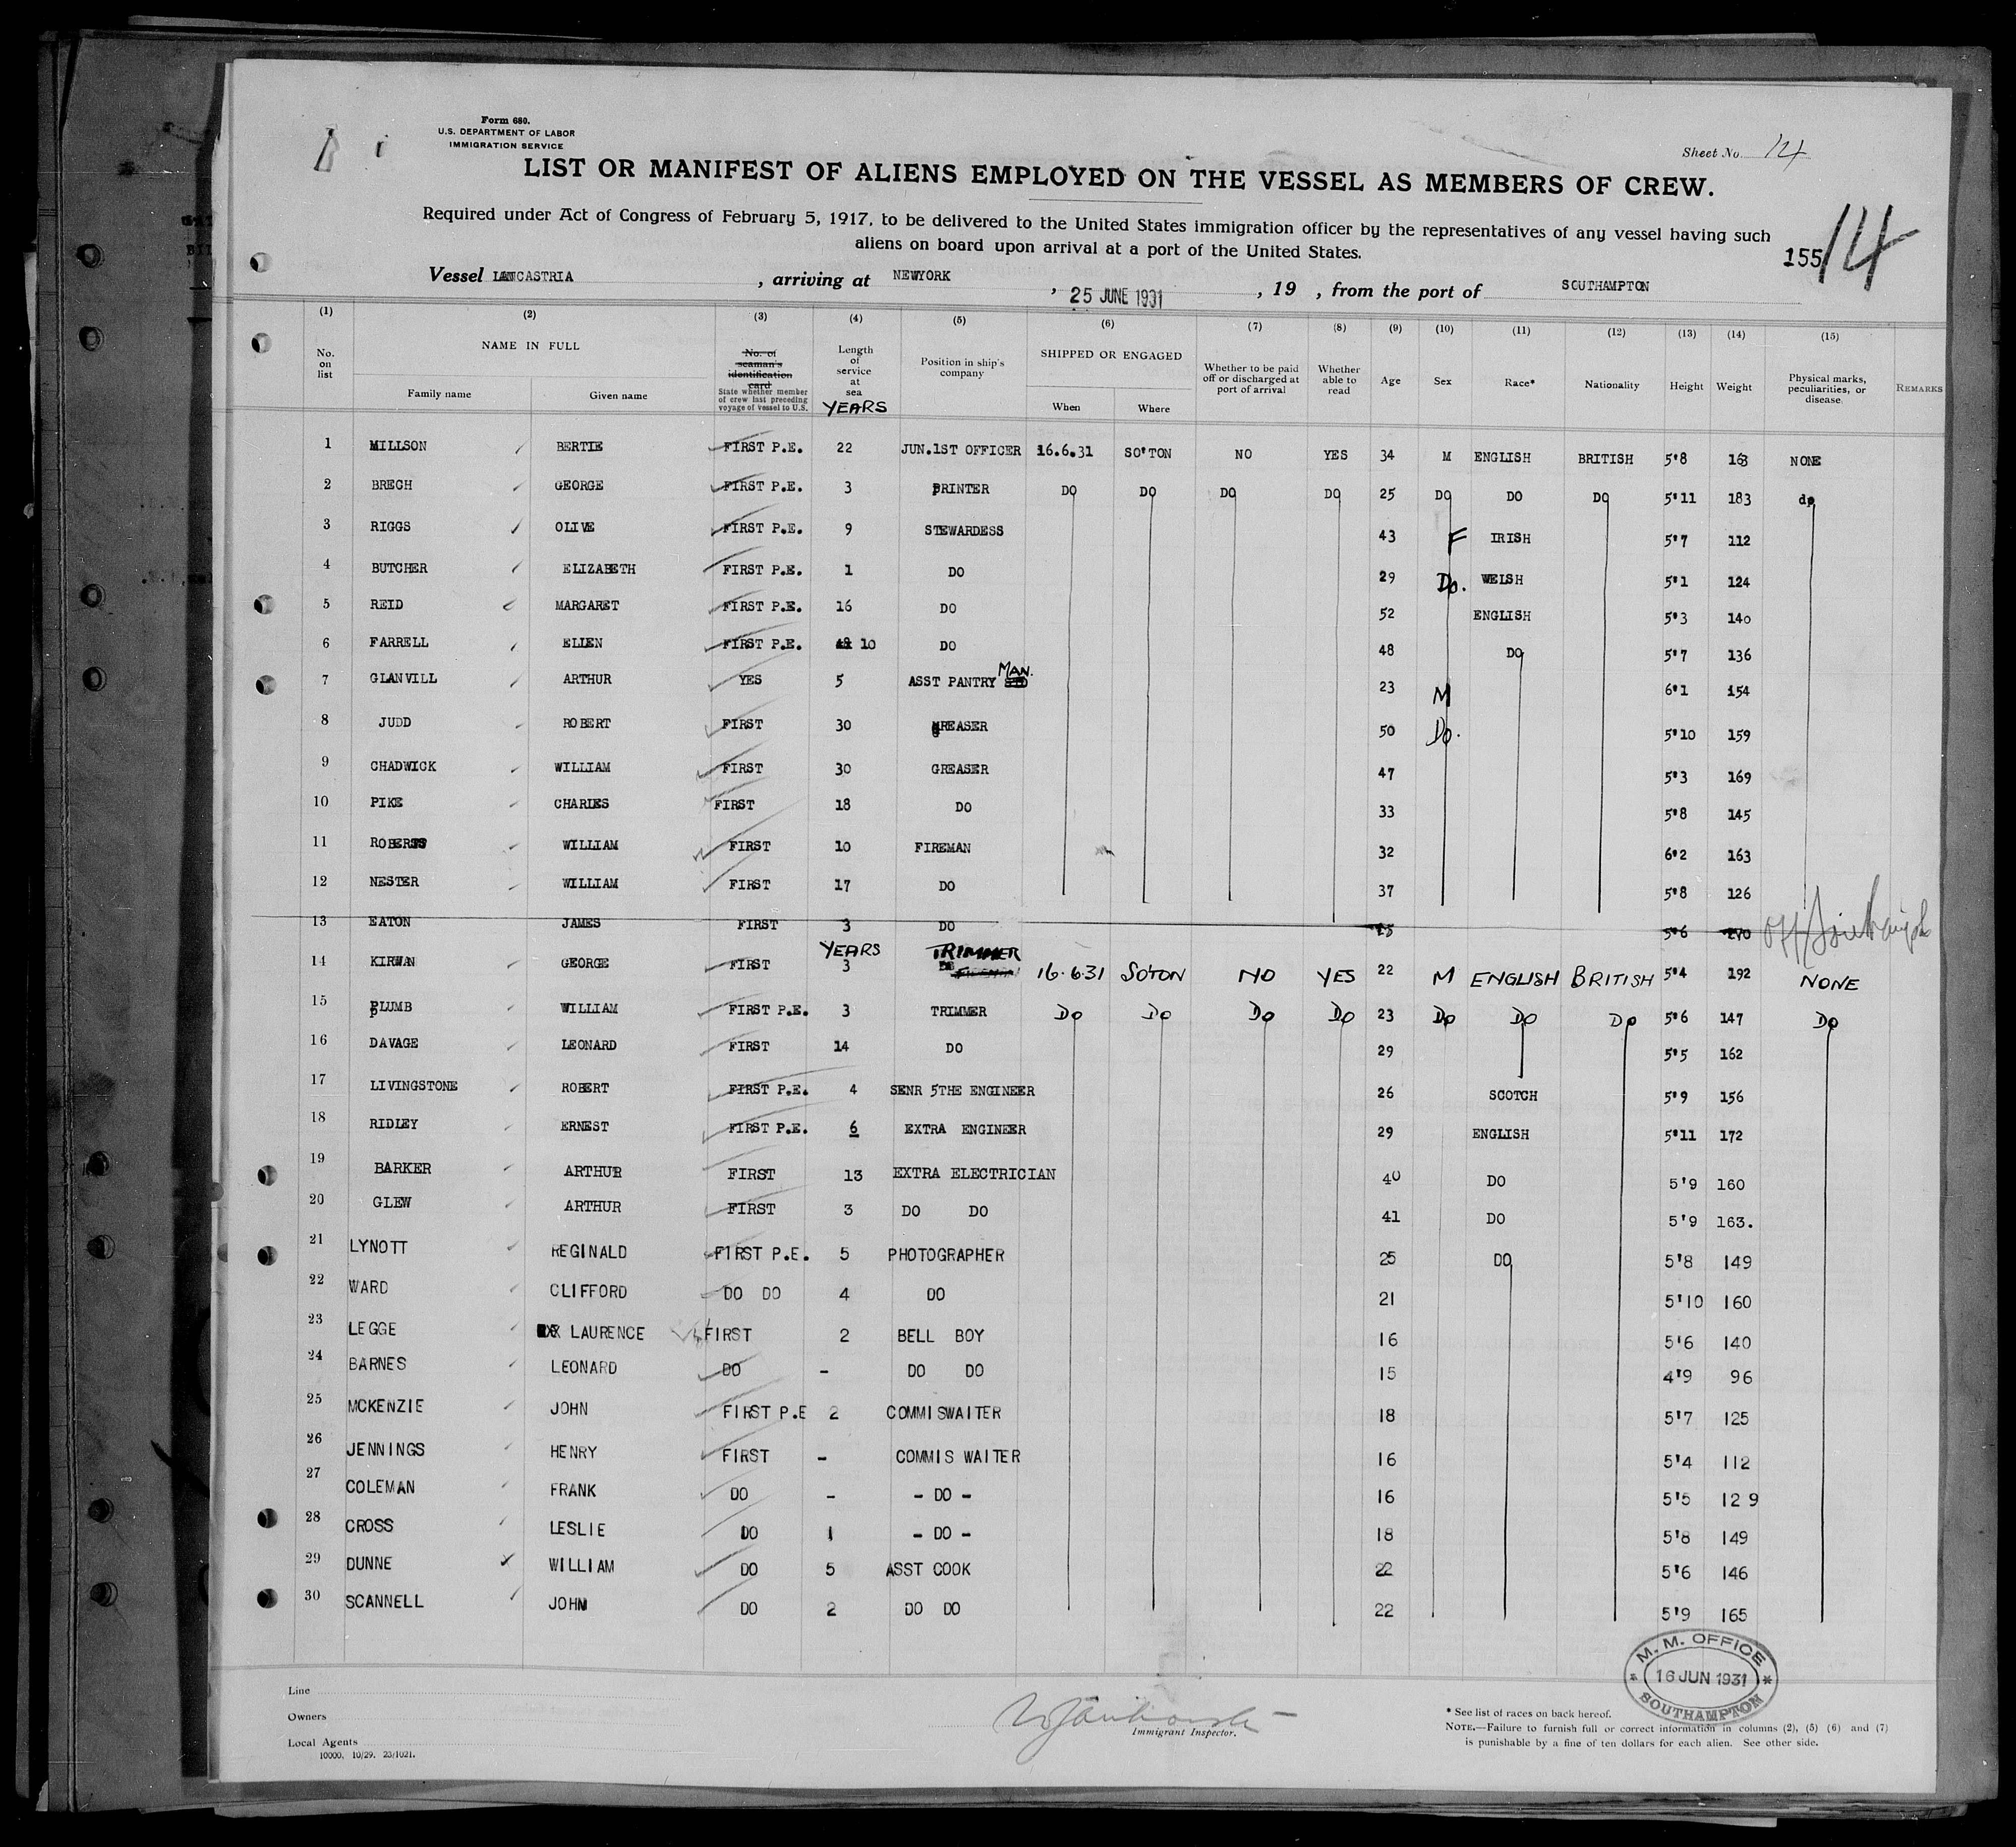 Form 680.
U.S. DEPARTMENT OF LABOR
IMMIGRATION SERVICE
Sheet No. 14
LIST OR MANIFEST OF ALIENS EMPLOYED ON THE VESSEL AS MEMBERS OF CREW.
Required under Act of Congress of February 5, 1917, to be delivered to the United States immigration officer by the representatives of any vessel having such
aliens on board upon arrival at a port of the United States.
155 14
Vessel LANCASTRIA, arriving at NEWYORK, 25 JUNE 1931, 19 , from the port of SOUTHAMPTON
(1) (2) (3) (4) (5) (6) (7) (8) (9) (10) (11) (12) (13) (14) (15)
No. on list
NAME IN FULL
Family name Given name
No. of seaman's identification card
State whether member of crew last preceding voyage of vessel to U.S.
Length of service at sea
YEARS
Position in ship's company
SHIPPED OR ENGAGED
When Where
Whether to be paid off or discharged at port of arrival
Whether able to read
Age
Sex
Race*
Nationality
Height
Weight
Physical marks, peculiarities, or disease.
REMARKS
1 MILLSON BERTIE FIRST P.E. 22 JUN.1ST OFFICER 16.6.31 SO'TON NO YES 34 M ENGLISH BRITISH 5'8 163 NONE
2 BRECH GEORGE FIRST P.E. 3 PRINTER DO DO DO DO 25 DO DO DO 5'11 183 do
3 RIGGS OLIVE FIRST P.E. 9 STEWARDESS 43 F IRISH 5'7 112
4 BUTCHER ELIZABETH FIRST P.E. 1 DO 29 Do. WELSH 5'1 124
5 REID MARGARET FIRST P.E. 16 DO 52 ENGLISH 5'3 140
6 FARRELL ELLEN FIRST P.E. 10 DO 48 DO 5'7 136
7 GLANVILL ARTHUR YES 5 ASST PANTRY MAN. 23 M 6'1 154
8 JUDD ROBERT FIRST 30 GREASER 50 Do. 5'10 159
9 CHADWICK WILLIAM FIRST 30 GREASER 47 5'3 169
10 PIKE CHARLES FIRST 18 DO 33 5'8 145
11 ROBERTS WILLIAM FIRST 10 FIREMAN 32 6'2 163
12 NESTER WILLIAM FIRST 17 DO 37 5'8 126
13 EATON JAMES FIRST 3 DO 5'6
YEARS TRIMMER
14 KIRWAN GEORGE FIRST 3 16.6.31 SO'TON NO YES 22 M ENGLISH BRITISH 5'4 192 NONE
15 PLUMB WILLIAM FIRST P.E. 3 TRIMMER Do Do Do Do 23 Do Do Do 5'6 147 Do
16 DAVAGE LEONARD FIRST 14 DO 29 5'5 162
17 LIVINGSTONE ROBERT FIRST P.E. 4 SENR 5THE ENGINEER 26 SCOTCH 5'9 156
18 RIDLEY ERNEST FIRST P.E. 6 EXTRA ENGINEER 29 ENGLISH 5'11 172
19 BARKER ARTHUR FIRST 13 EXTRA ELECTRICIAN 40 DO 5'9 160
20 GLEW ARTHUR FIRST 3 DO DO 41 DO 5'9 163.
21 LYNOTT REGINALD FIRST P.E. 5 PHOTOGRAPHER 25 DO 5'8 149
22 WARD CLIFFORD DO DO 4 DO 21 5'10 160
23 LEGGE LAURENCE FIRST 2 BELL BOY 16 5'6 140
24 BARNES LEONARD DO - DO DO 15 4'9 96
25 MCKENZIE JOHN FIRST P.E 2 COMMISWAITER 18 5'7 125
26 JENNINGS HENRY FIRST - COMMIS WAITER 16 5'4 112
27 COLEMAN FRANK DO - - DO - 16 5'5 129
28 CROSS LESLIE DO 1 - DO - 18 5'8 149
29 DUNNE WILLIAM DO 5 ASST COOK 22 5'6 146
30 SCANNELL JOHN DO 2 DO DO 22 5'9 165
M. M. OFFICE
* 16 JUN 1931 *
SOUTHAMPTON
Line
Owners
Local Agents
10000. 10/29. 23/1021.
Immigrant Inspector.
* See list of races on back hereof.
NOTE.—Failure to furnish full or correct information in columns (2), (5) (6) and (7)
is punishable by a fine of ten dollars for each alien. See other side.